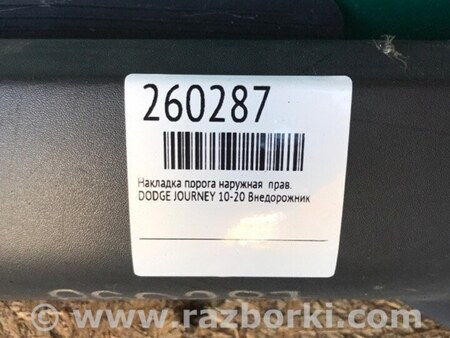 260287
Накладка порога наружная прав.
DODGE JOURNEY 10-20 Внедорожник
www.razborki.com